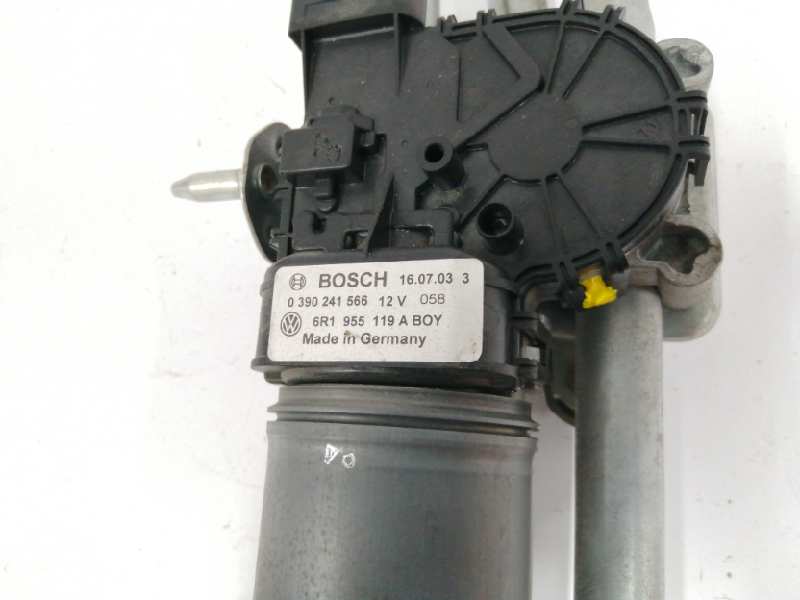 BOSCH 16.07.03 3
0 390 241 566 12 V 05B
6R1 955 119 A BOY
Made in Germany